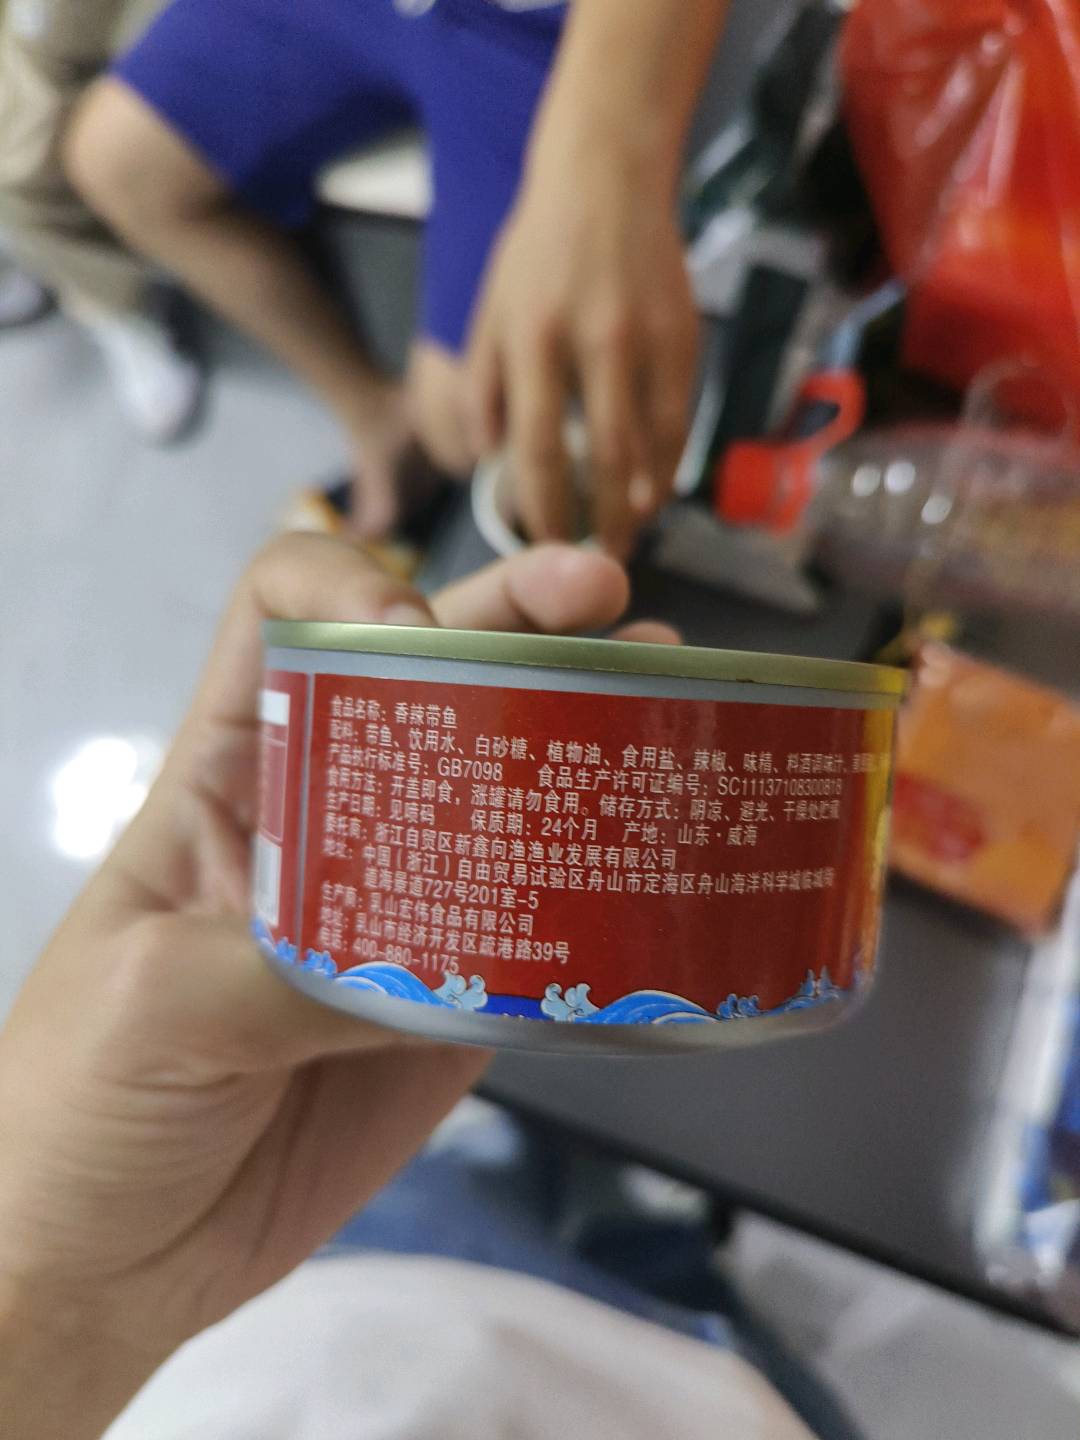 食品名称：香辣带鱼
配料：带鱼、饮用水、白砂糖、植物油、食用盐、辣椒、味精、料酒调味汁、
产品执行标准号：GB7098 食品生产许可证编号：SC11137108300818
食用方法：开盖即食，涨罐请勿食用。储存方式：阴凉、避光、干燥处贮藏
生产日期：见喷码 保质期：24个月 产地：山东·威海
委托商：浙江自贸区新鑫向渔渔业发展有限公司
地址：中国（浙江）自由贸易试验区舟山市定海区舟山海洋科学城临城街
道海景道727号201室-5
生产商：乳山宏伟食品有限公司
地址：乳山市经济开发区疏港路39号
电话：400-880-1175